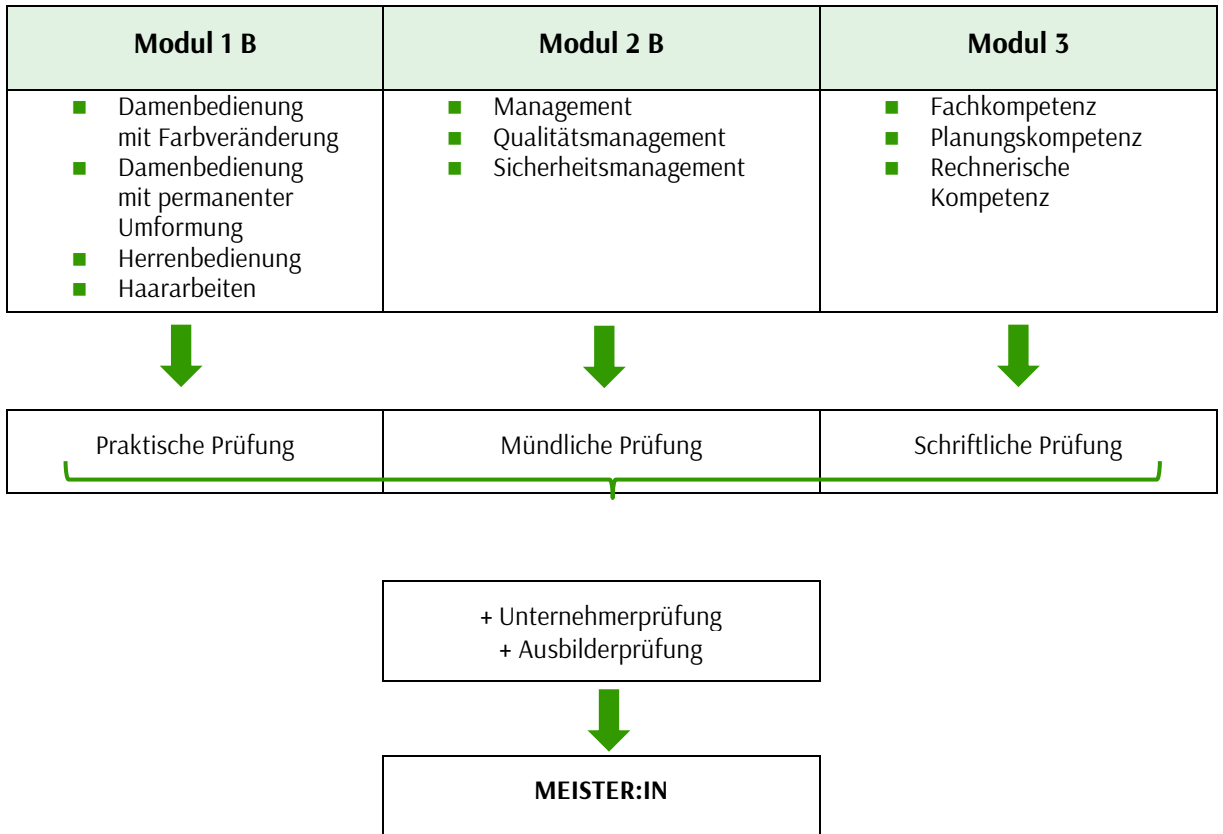 Modul 1 B
Modul 2 B
Modul 3
Damenbedienung
mit Farbveränderung
Damenbedienung
mit permanenter
Umformung
Herrenbedienung
Haararbeiten
Management
Qualitätsmanagement
Sicherheitsmanagement
Fachkompetenz
Planungskompetenz
Rechnerische
Kompetenz
Praktische Prüfung
Mündliche Prüfung
Schriftliche Prüfung
+ Unternehmerprüfung
+ Ausbilderprüfung
MEISTER:IN